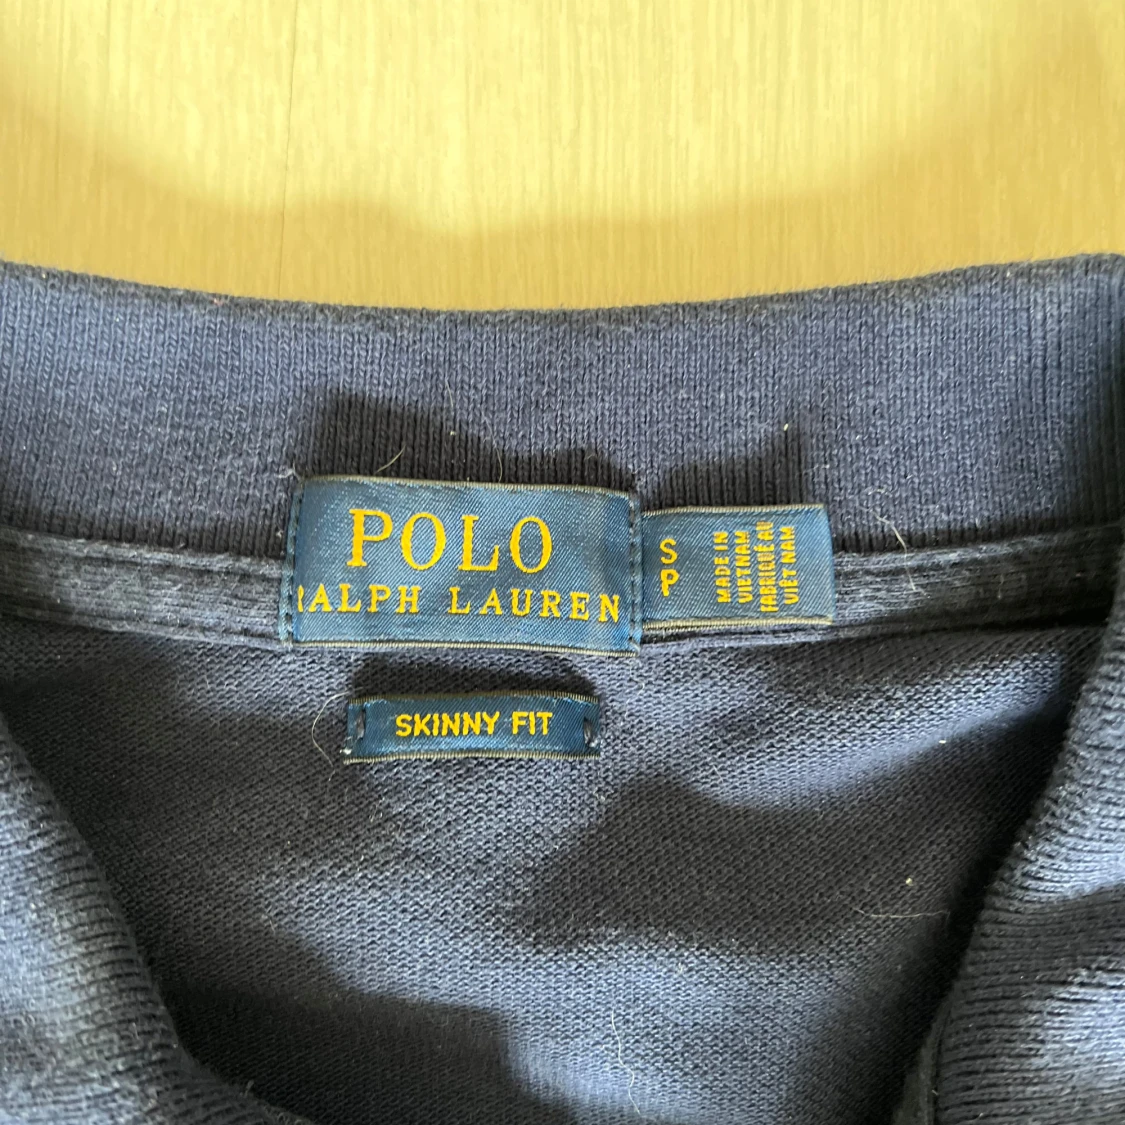 POLO
RALPH LAUREN
S
P
MADE IN
VIETNAM
FABRIQUÉ AU
VIÊT NAM
SKINNY FIT